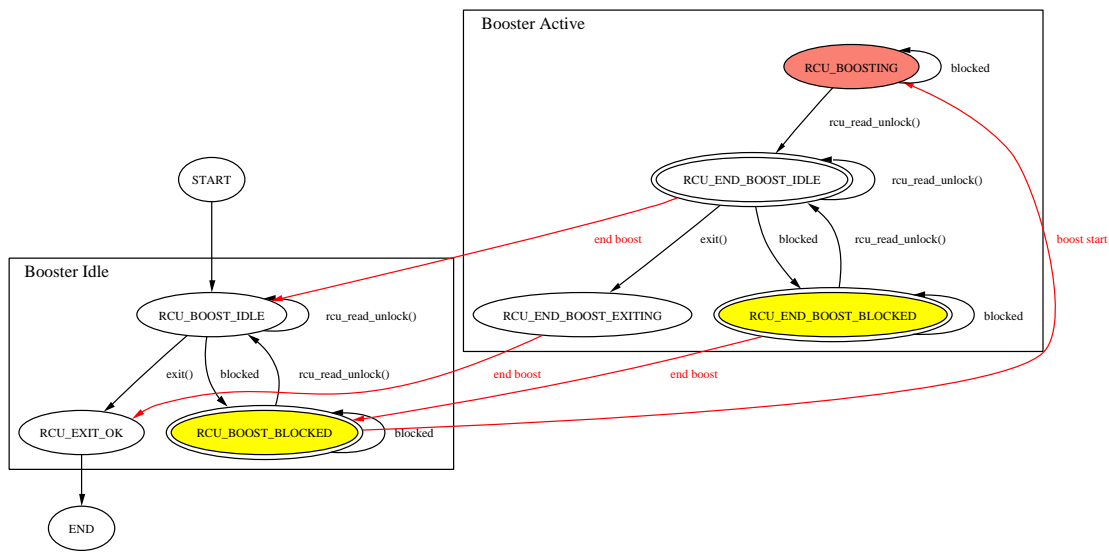 Booster Active
RCU_BOOSTING
blocked
rcu_read_unlock()
START
RCU_END_BOOST_IDLE
rcu_read_unlock()
end boost
exit()
blocked
rcu_read_unlock()
boost start
Booster Idle
RCU_BOOST_IDLE
rcu_read_unlock()
RCU_END_BOOST_EXITING
RCU_END_BOOST_BLOCKED
blocked
exit()
blocked
rcu_read_unlock()
end boost
end boost
RCU_EXIT_OK
RCU_BOOST_BLOCKED
blocked
END